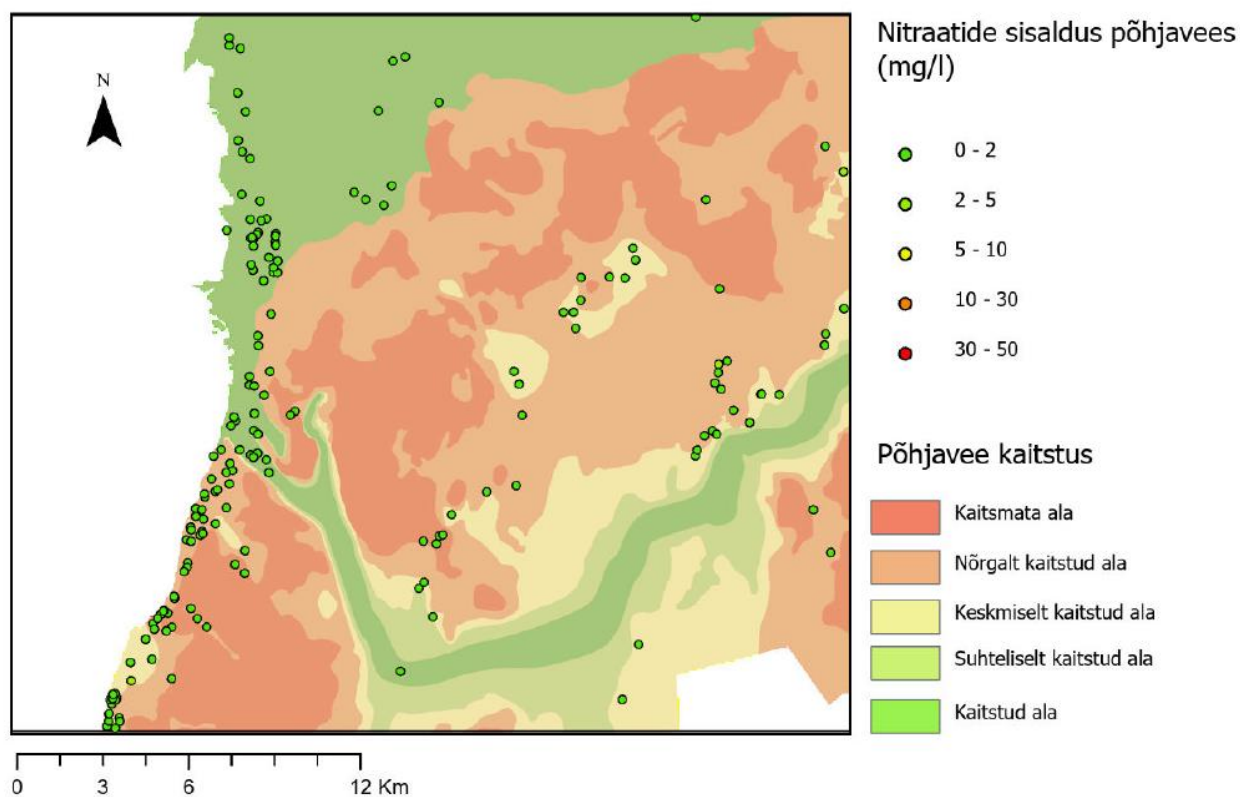 N
Nitraatide sisaldus põhjavees
(mg/l)
0 - 2
2 - 5
5 - 10
10 - 30
30 - 50
Põhjavee kaitstus
Kaitsmata ala
Nõrgalt kaitstud ala
Keskmiselt kaitstud ala
Suhteliselt kaitstud ala
Kaitstud ala
0 3 6 12 Km